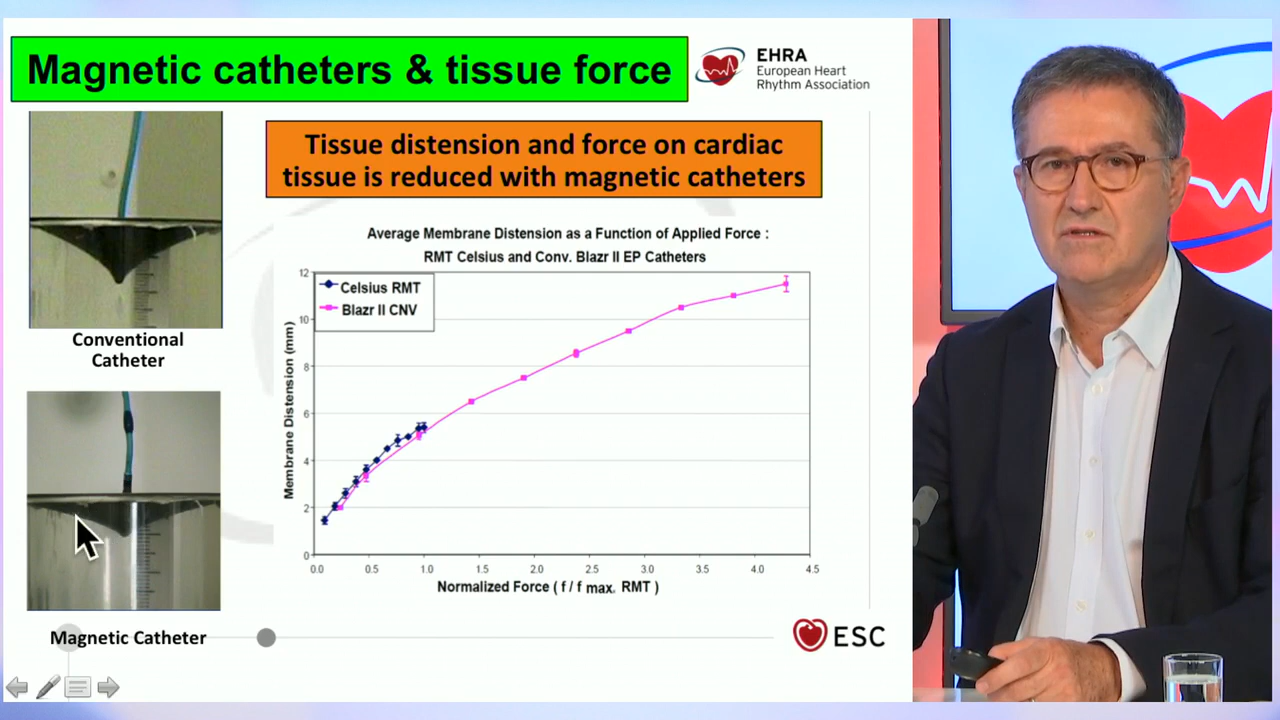 Magnetic catheters & tissue force
EHRA
European Heart
Rhythm Association
Tissue distension and force on cardiac
tissue is reduced with magnetic catheters
Conventional
Catheter
Magnetic Catheter
Average Membrane Distension as a Function of Applied Force :
RMT Celsius and Conv. Blazr II EP Catheters
Celsius RMT
Blazr II CNV
Membrane Distension (mm)
12
10
8
6
4
2
0
0.0 0.5 1.0 1.5 2.0 2.5 3.0 3.5 4.0 4.5
Normalized Force ( f / f max. RMT )
ESC